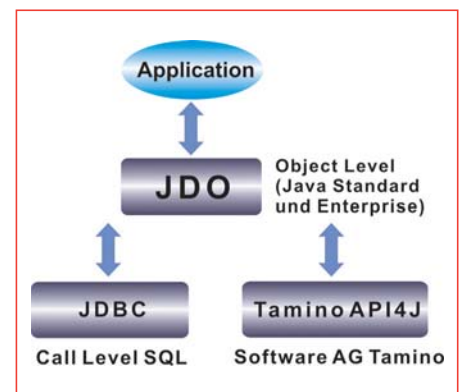 Application
JDO
Object Level
(Java Standard
und Enterprise)
JDBC
Tamino API4J
Call Level SQL
Software AG Tamino